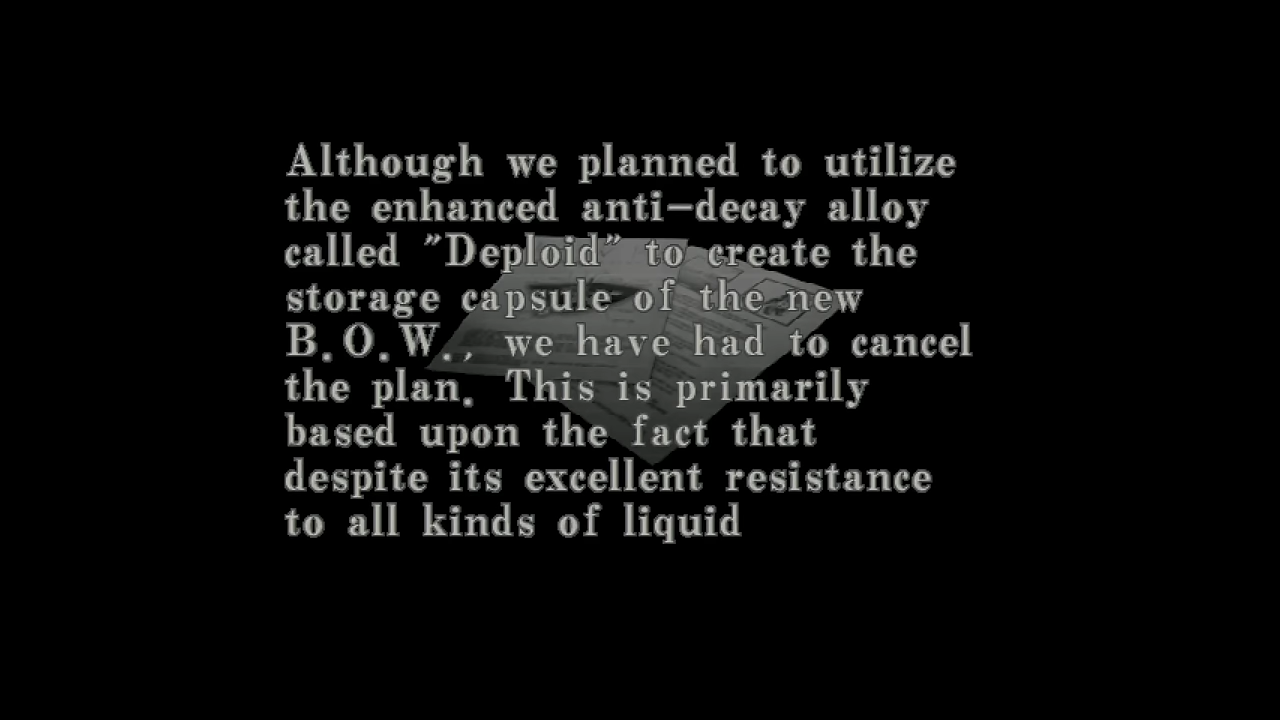 Although we planned to utilize
the enhanced anti-decay alloy
called "Deploid" to create the
storage capsule of the new
B.O.W., we have had to cancel
the plan. This is primarily
based upon the fact that
despite its excellent resistance
to all kinds of liquid